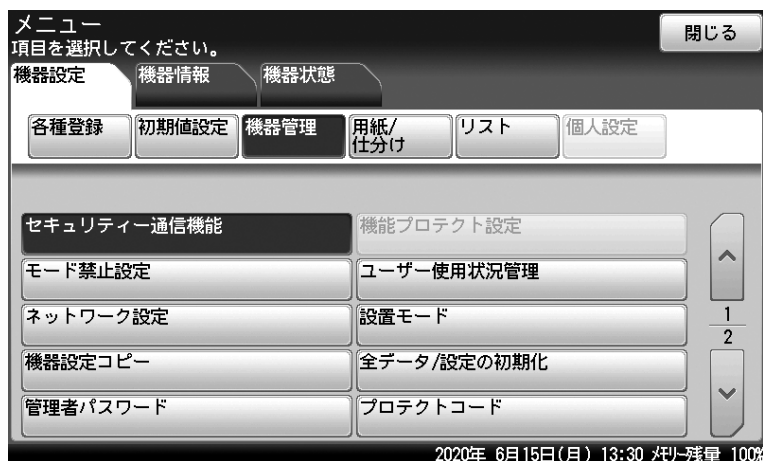 メニュー
項目を選択してください。
閉じる
機器設定
機器情報
機器状態
各種登録
初期値設定
機器管理
用紙/
仕分け
リスト
個人設定
セキュリティー通信機能
機能プロテクト設定
モード禁止設定
ユーザー使用状況管理
ネットワーク設定
設置モード
1
2
機器設定コピー
全データ/設定の初期化
管理者パスワード
プロテクトコード
2020年 6月15日(月) 13:30 メモリー残量 100%